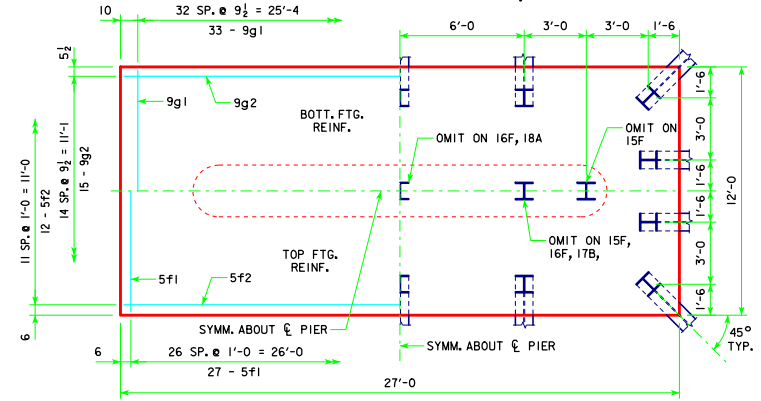 10
32 SP.@ 9½ = 25'-4
33 - 9g1
6'-0
3'-0
3'-0
1'-6
5½
9g1
9g2
BOTT. FTG.
REINF.
OMIT ON 16F, 18A
OMIT ON
15F
1'-6
3'-0
1'-6
1'-6
3'-0
1'-6
12'-0
11 SP.@ 1'-0 = 11'-0
12 - 5f2
14 SP.@ 9½ = 11'-1
15 - 9g2
TOP FTG.
REINF.
OMIT ON 15F,
16F, 17B,
5f1
5f2
6
SYMM. ABOUT ℄ PIER
SYMM. ABOUT ℄ PIER
45°
TYP.
6
26 SP.@ 1'-0 = 26'-0
27 - 5f1
27'-0